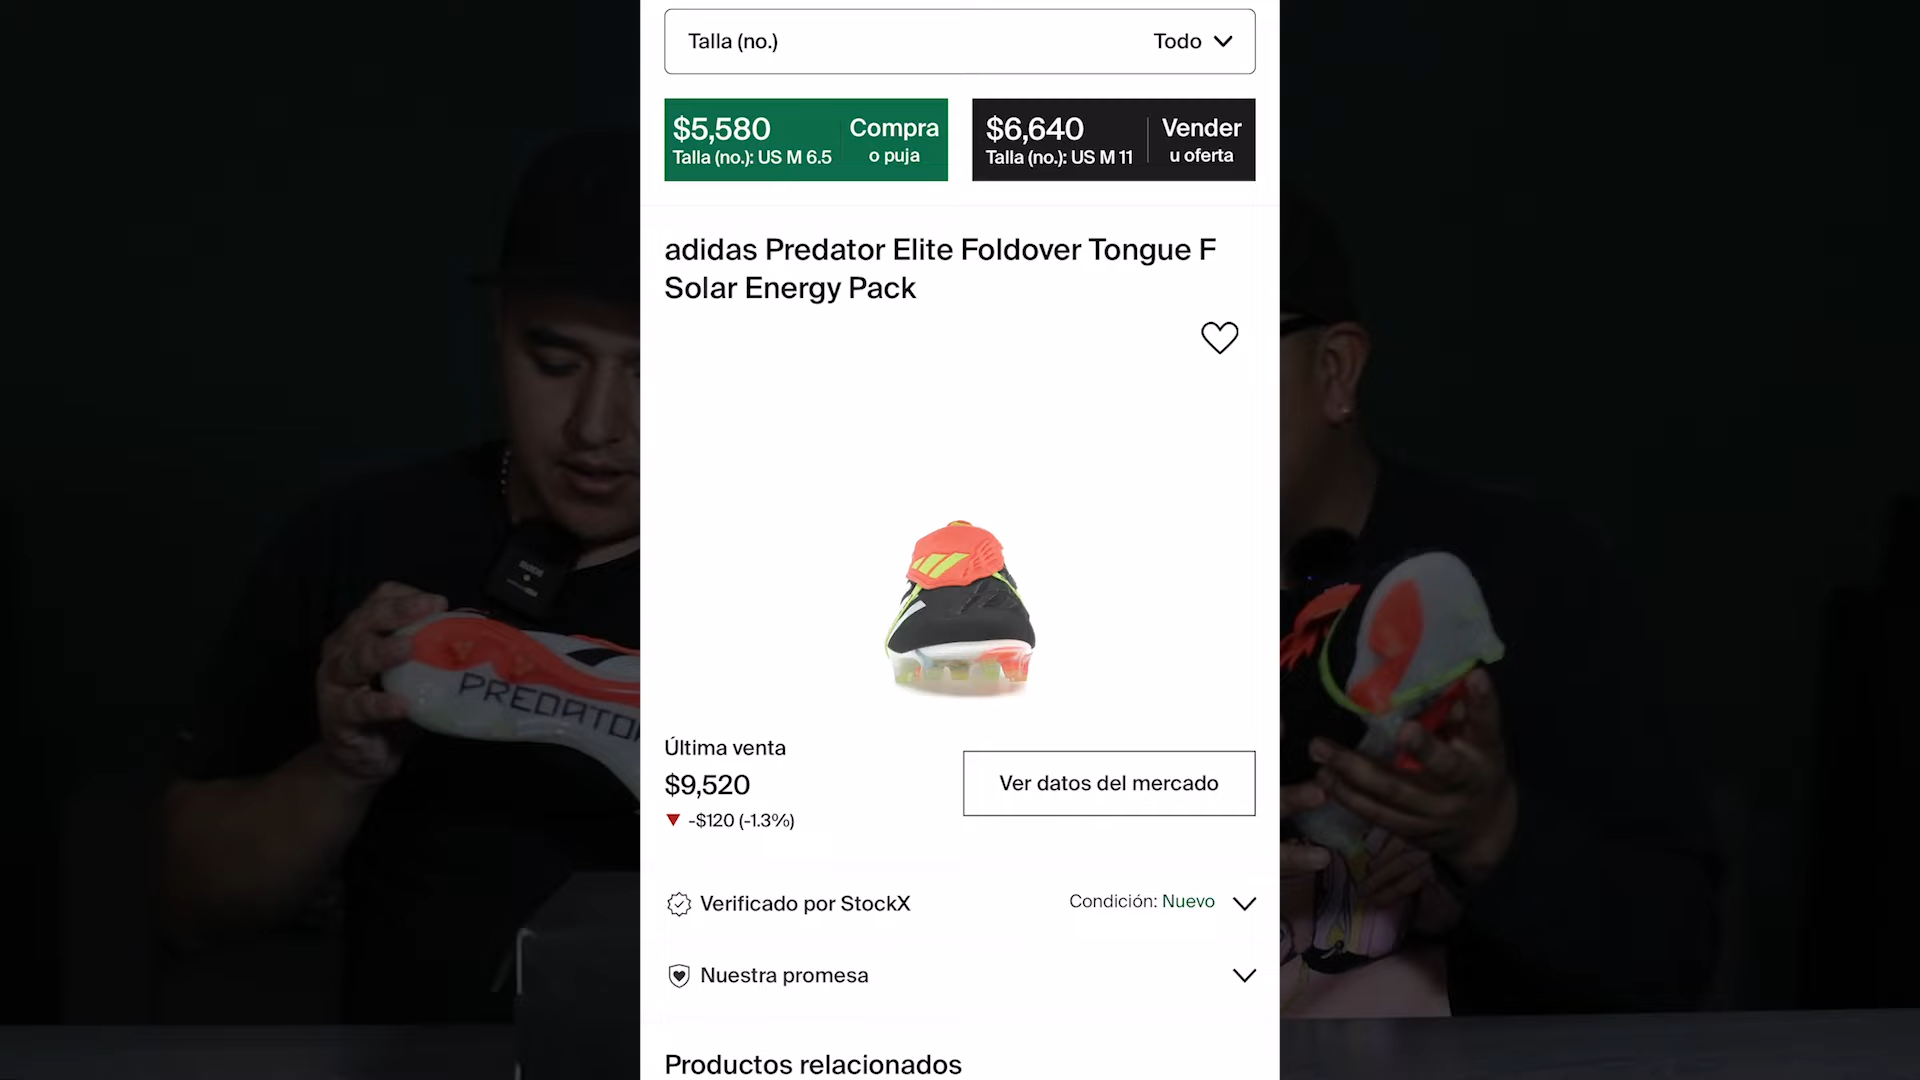 Talla (no.) Todo
$5,580 Compra
Talla (no.): US M 6.5 o puja
$6,640 Vender
Talla (no.): US M 11 u oferta
adidas Predator Elite Foldover Tongue F
Solar Energy Pack
Última venta
$9,520
-$120 (-1.3%)
Ver datos del mercado
Verificado por StockX
Condición: Nuevo
Nuestra promesa
Productos relacionados
PREDATOR